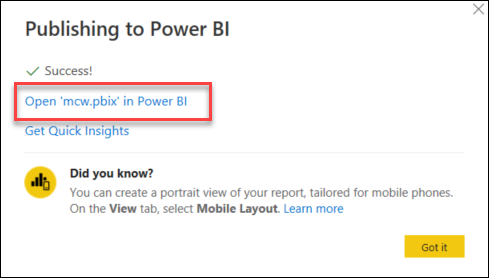 Publishing to Power BI
Success!
Open 'mcw.pbix' in Power BI
Get Quick Insights
Did you know?
You can create a portrait view of your report, tailored for mobile phones.
On the View tab, select Mobile Layout. Learn more
Got it